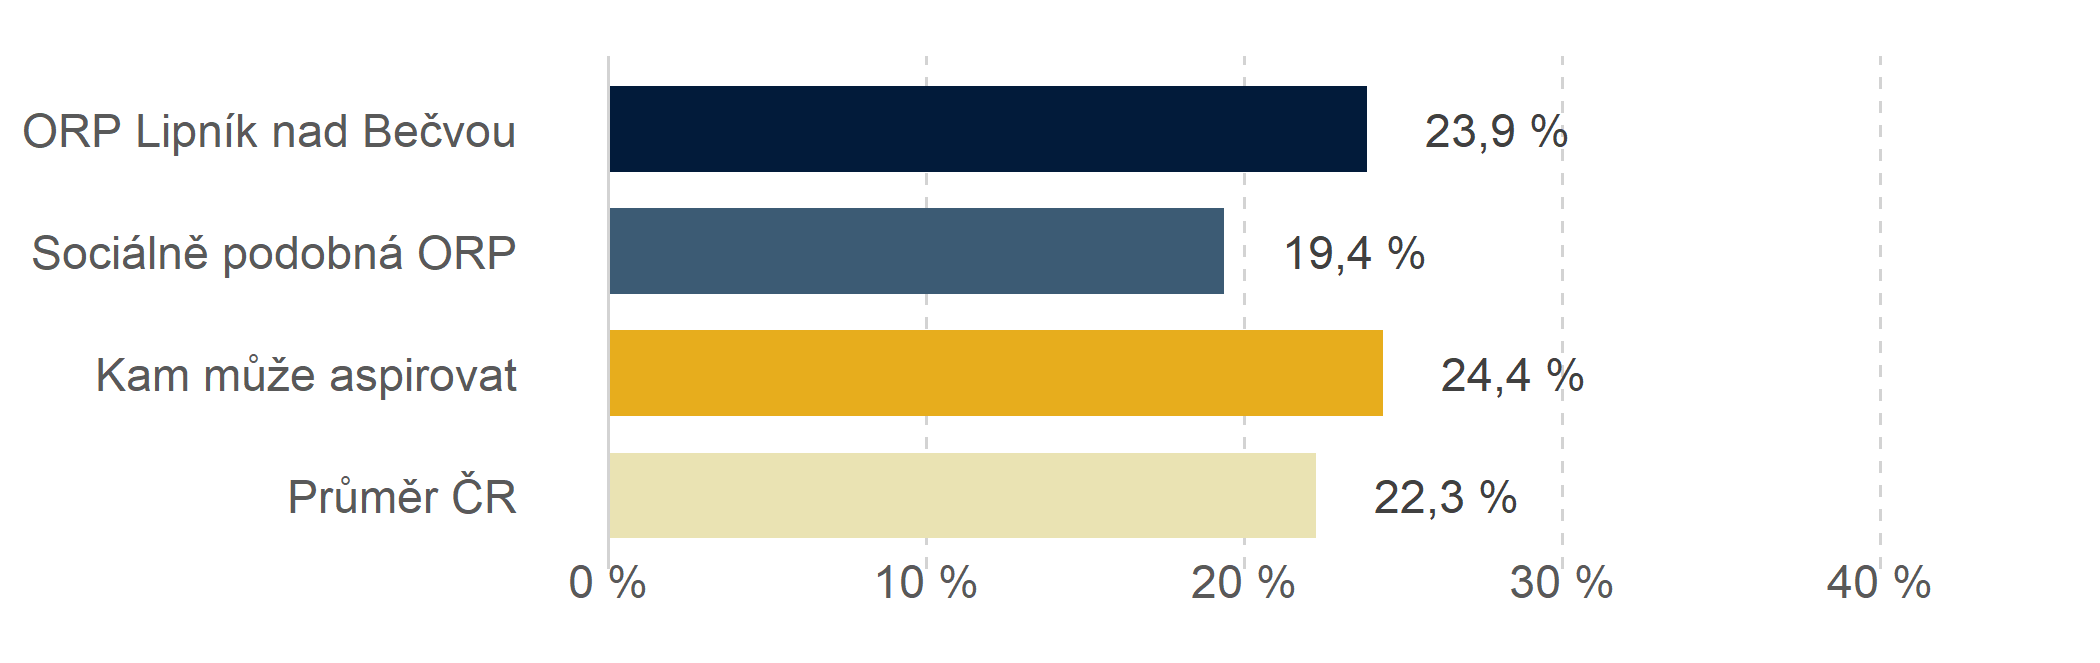 ORP Lipník nad Bečvou
23,9 %
Sociálně podobná ORP
19,4 %
Kam může aspirovat
24,4 %
Průměr ČR
22,3 %
0 %
10 %
20 %
30 %
40 %